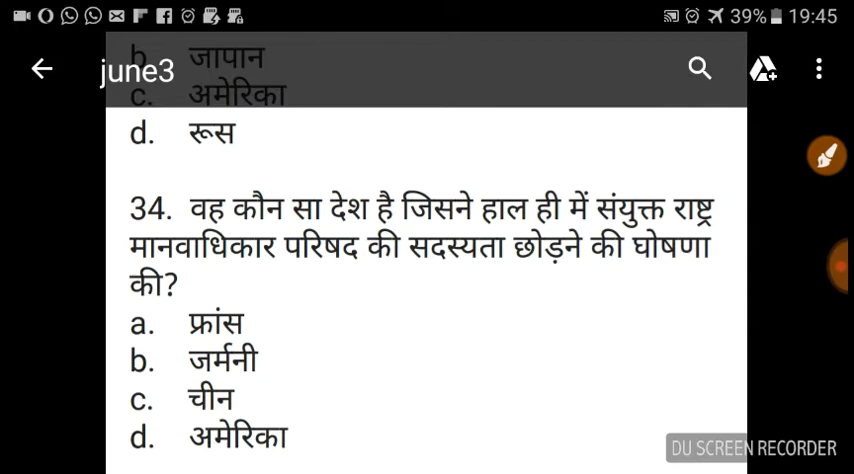 39% 19:45
b. जापान
june3
c. अमेरिका
d. रूस
34. वह कौन सा देश है जिसने हाल ही में संयुक्त राष्ट्र
मानवाधिकार परिषद की सदस्यता छोड़ने की घोषणा
की?
a. फ्रांस
b. जर्मनी
c. चीन
d. अमेरिका
DU SCREEN RECORDER